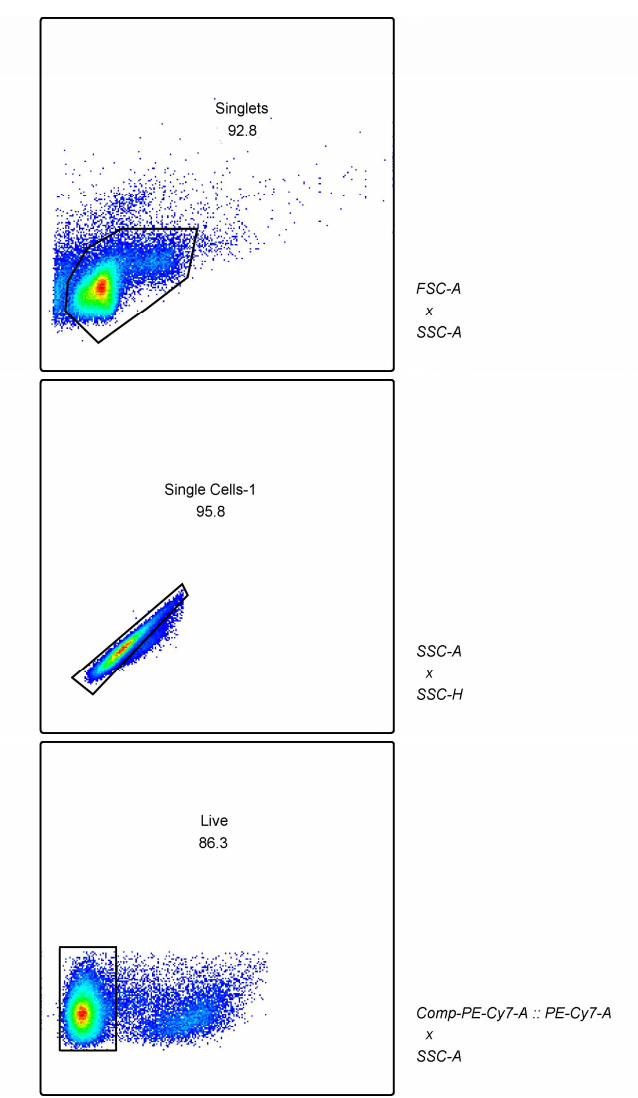 Singlets
92.8
FSC-A
x
SSC-A
Single Cells-1
95.8
SSC-A
x
SSC-H
Live
86.3
Comp-PE-Cy7-A :: PE-Cy7-A
x
SSC-A